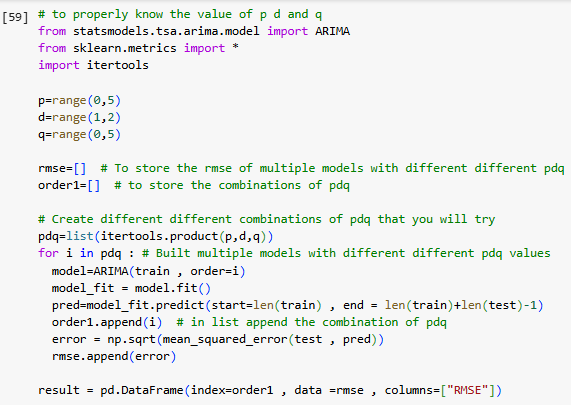 [59] # to properly know the value of p d and q
from statsmodels.tsa.arima.model import ARIMA
from sklearn.metrics import *
import itertools
p=range(0,5)
d=range(1,2)
q=range(0,5)
rmse=[]  # To store the rmse of multiple models with different different pdq
order1=[]  # to store the combinations of pdq
# Create different different combinations of pdq that you will try
pdq=list(itertools.product(p,d,q))
for i in pdq : # Built multiple models with different different pdq values
  model=ARIMA(train , order=i)
  model_fit = model.fit()
  pred=model_fit.predict(start=len(train) , end = len(train)+len(test)-1)
  order1.append(i)  # in list append the combination of pdq
  error = np.sqrt(mean_squared_error(test , pred))
  rmse.append(error)
result = pd.DataFrame(index=order1 , data =rmse , columns=["RMSE"])